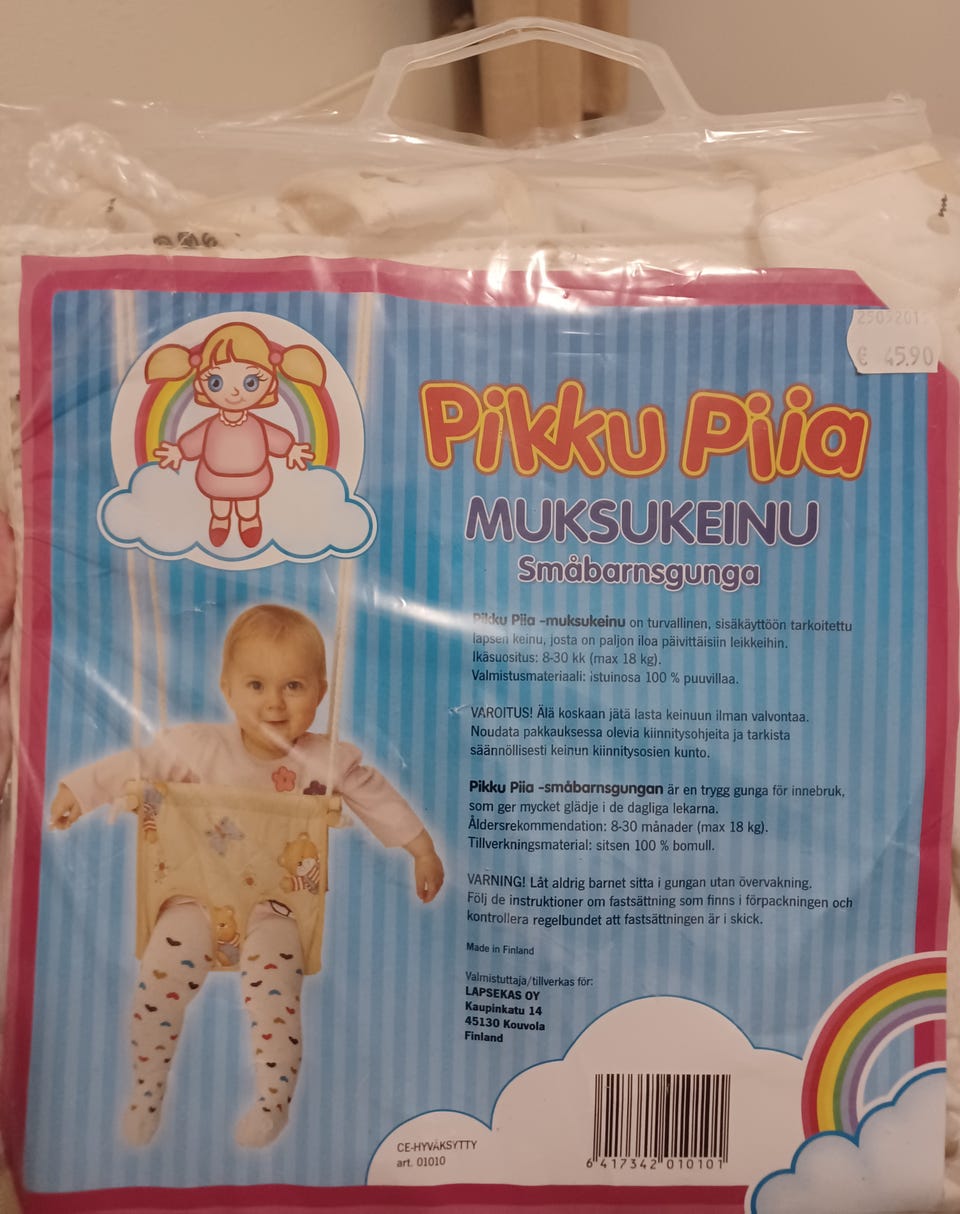 25052011
€ 45.90
Pikku Piia
MUKSUKEINU
Småbarnsgunga
Pikku Piia -muksukeinu on turvallinen, sisäkäyttöön tarkoitettu
lapsen keinu, josta on paljon iloa päivittäisiin leikkeihin.
Ikäsuositus: 8-30 kk (max 18 kg).
Valmistusmateriaali: istuinosa 100 % puuvillaa.
VAROITUS! Älä koskaan jätä lasta keinuun ilman valvontaa.
Noudata pakkauksessa olevia kiinnitysohjeita ja tarkista
säännöllisesti keinun kiinnitysosien kunto.
Pikku Piia -småbarnsgungan är en trygg gunga för innebruk,
som ger mycket glädje i de dagliga lekarna.
Åldersrekommendation: 8-30 månader (max 18 kg).
Tillverkningsmaterial: sitsen 100 % bomull.
VARNING! Låt aldrig barnet sitta i gungan utan övervakning.
Följ de instruktioner om fastsättning som finns i förpackningen och
kontrollera regelbundet att fastsättningen är i skick.
Made in Finland
Valmistuttaja/tillverkas för:
LAPSEKAS OY
Kaupinkatu 14
45130 Kouvola
Finland
CE-HYVÄKSYTTY
art. 01010
6 417342 010101